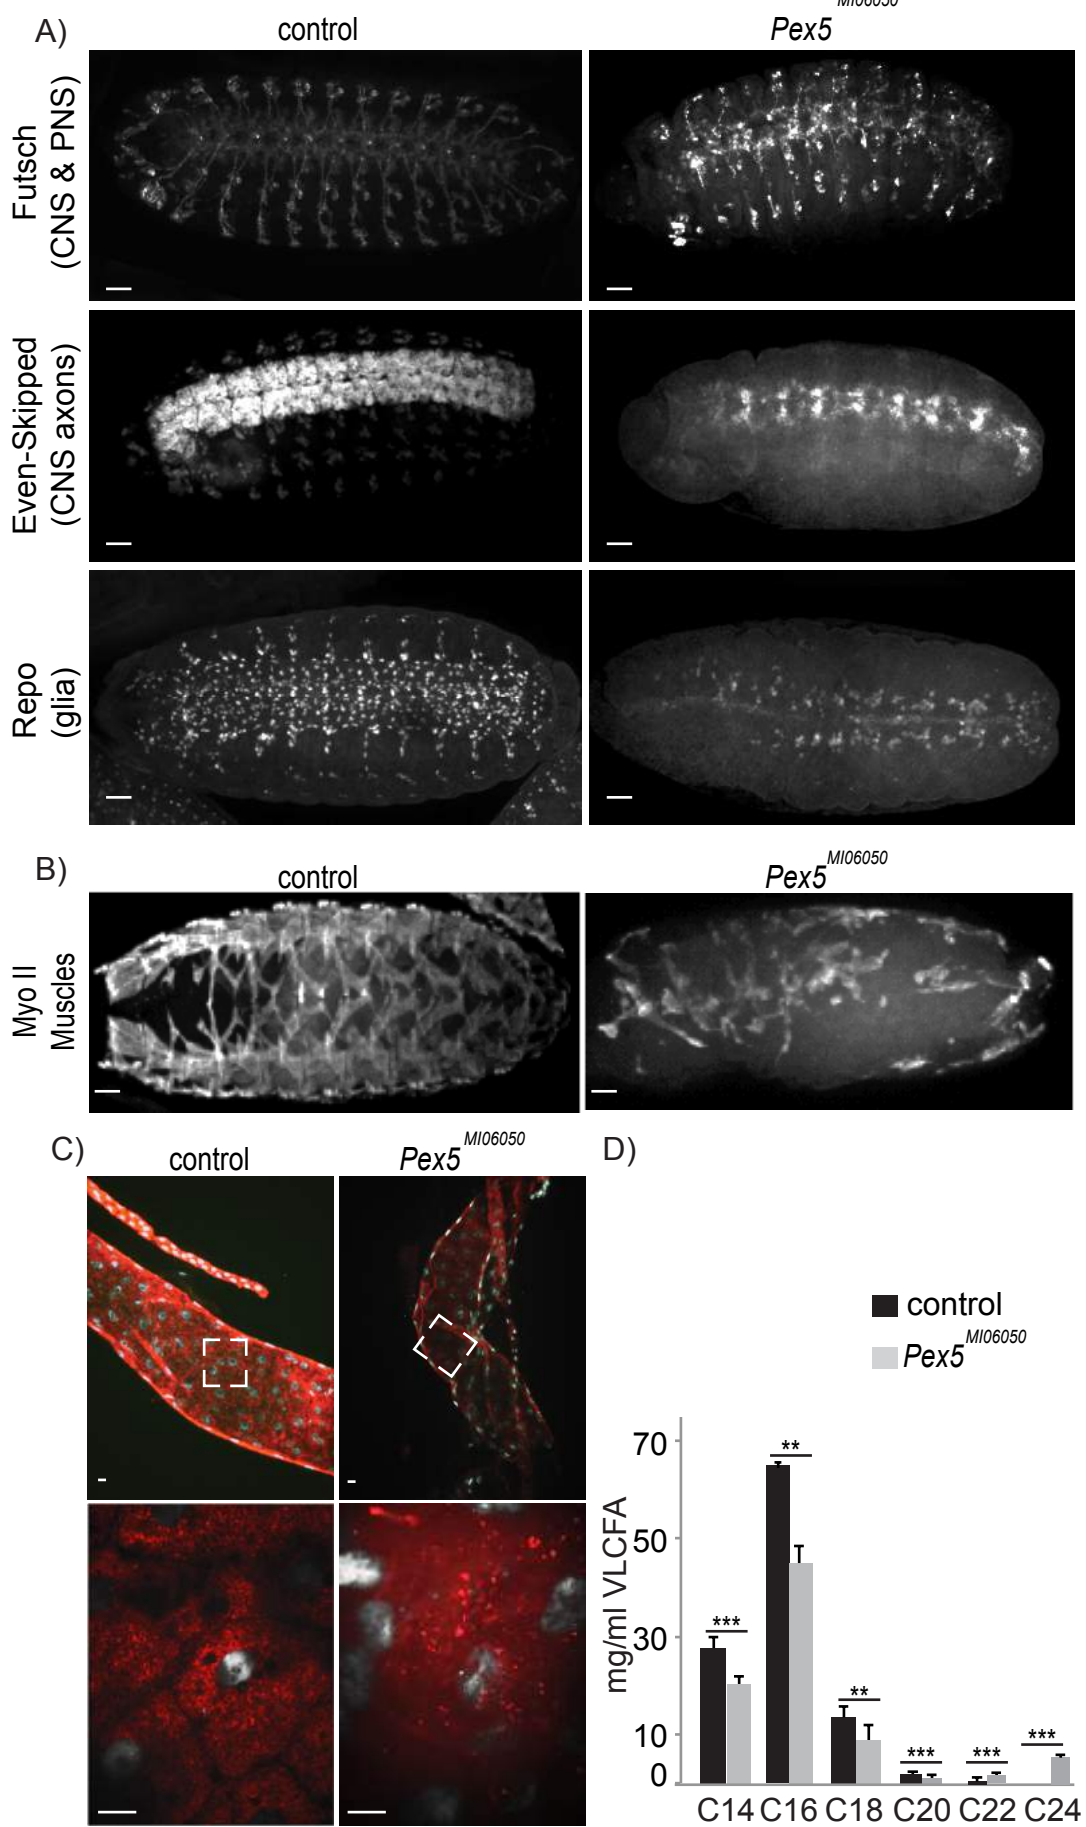 A)
control
Pex5 MI06050
Futsch
(CNS & PNS)
Even-Skipped
(CNS axons)
Repo
(glia)
B)
control
Pex5 MI06050
Myo II
Muscles
C)
control
Pex5 MI06050
D)
control
Pex5 MI06050
mg/ml VLCFA
70
50
30
10
0
***
**
**
***
***
***
C14 C16 C18 C20 C22 C24